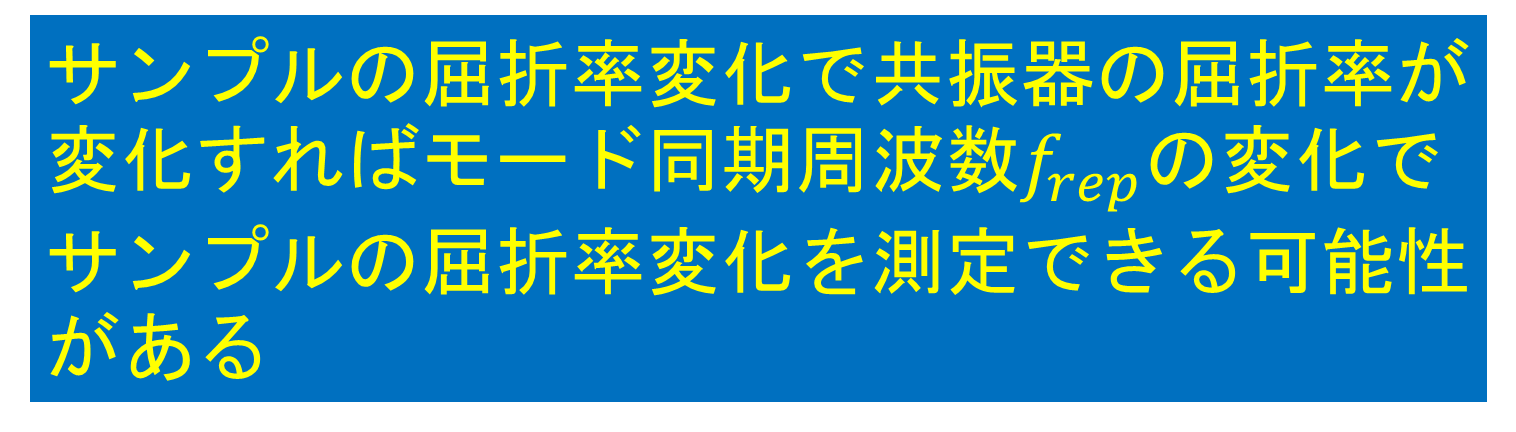 サンプルの屈折率変化で共振器の屈折率が
変化すればモード同期周波数f_repの変化で
サンプルの屈折率変化を測定できる可能性
がある